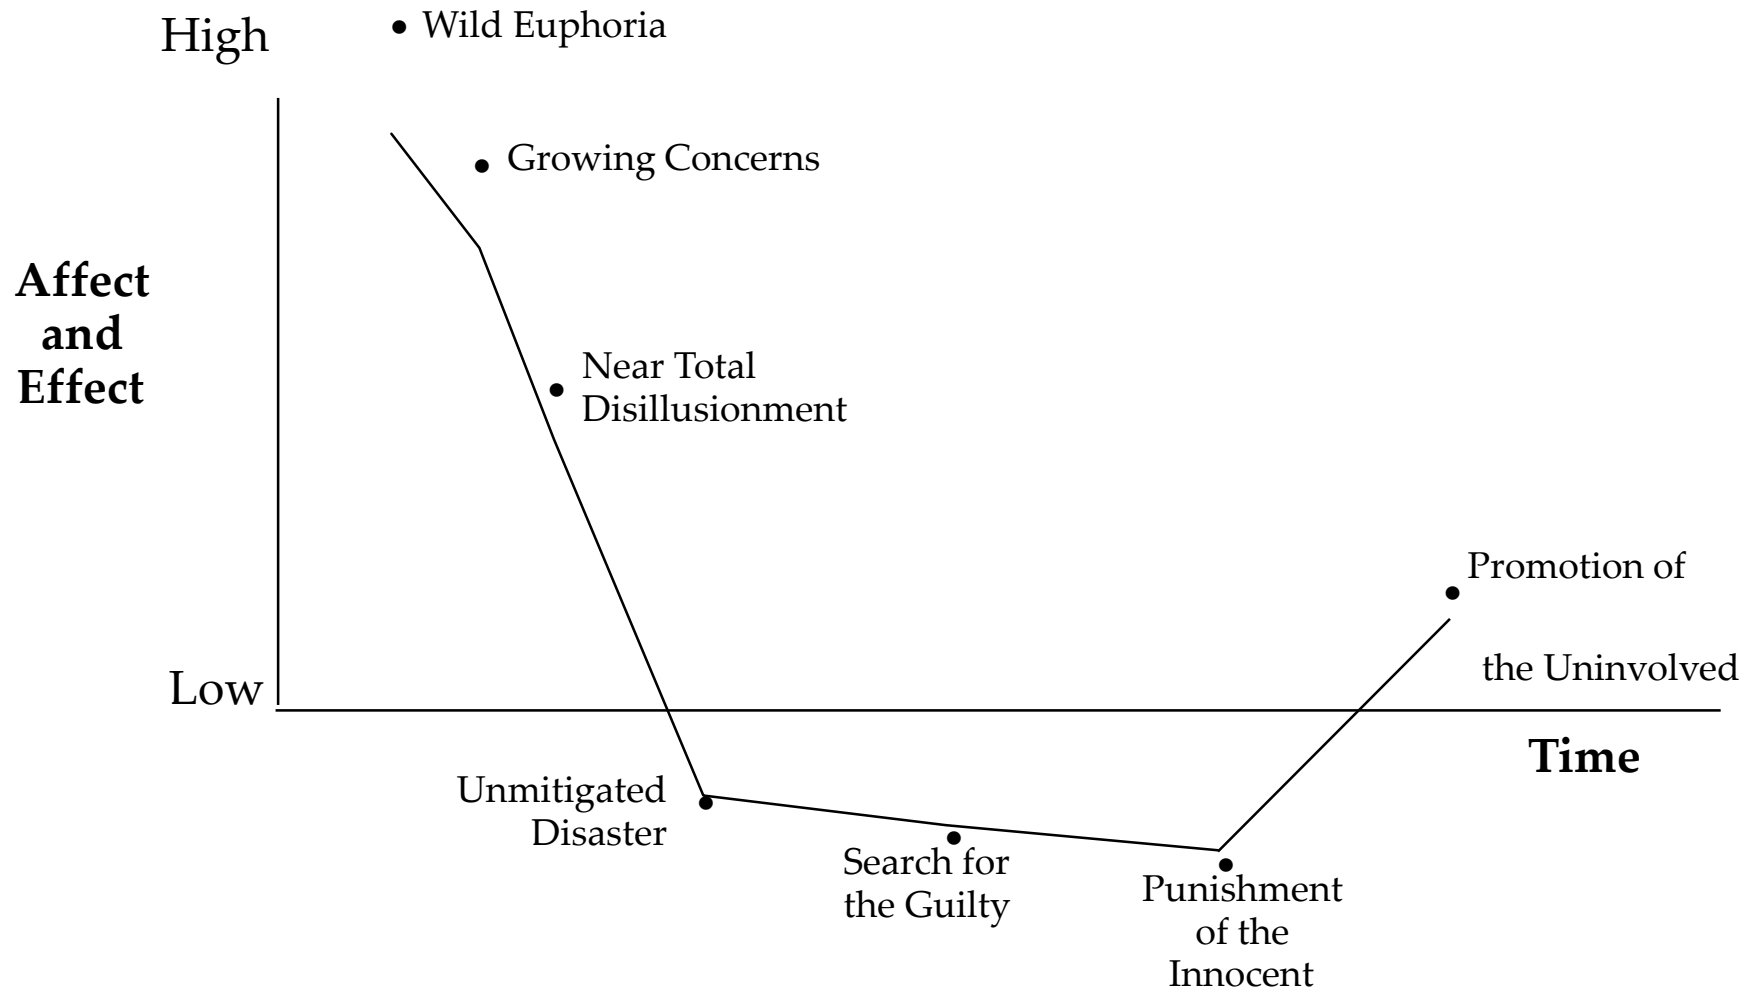 High
• Wild Euphoria
• Growing Concerns
Affect
and
Effect
Near Total
• Disillusionment
Promotion of
•
the Uninvolved
Low
Time
Unmitigated
Disaster
•
•
Search for
the Guilty
•
Punishment
of the
Innocent